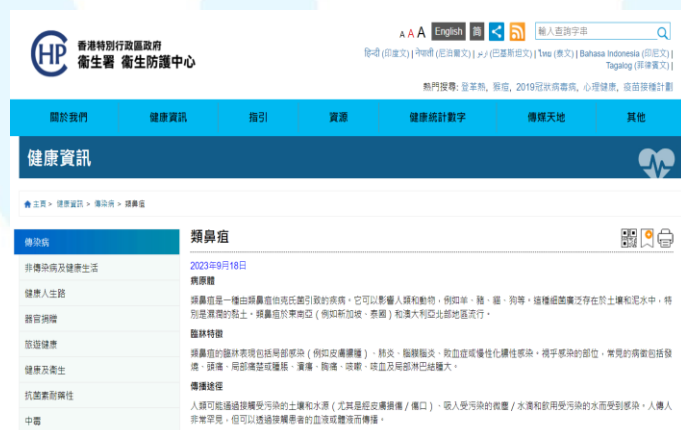 香港特別行政區政府
衞生署 衞生防護中心
A A A English 簡 輸入查詢字串
हिन्दी (印度文) | नेपाली (尼泊爾文) | اردو (巴基斯坦文) | ไทย (泰文) | Bahasa Indonesia (印尼文) |
Tagalog (菲律賓文) |
熱門搜尋: 登革熱, 猴痘, 2019冠狀病毒病, 心理健康, 疫苗接種計劃
關於我們 健康資訊 指引 資源 健康統計數字 傳媒天地 其他
健康資訊
主頁 > 健康資訊 > 傳染病 > 類鼻疽
傳染病
非傳染病及健康生活
健康人生路
器官捐贈
旅遊健康
健康及衞生
抗菌素耐藥性
中毒
類鼻疽
2023年9月18日
病原體
類鼻疽是一種由類鼻疽伯克氏菌引致的疾病。它可以影響人類和動物，例如羊、豬、貓、狗等。這種細菌廣泛存在於土壤和泥水中，特
別是濕潤的黏土。類鼻疽於東南亞 ( 例如新加坡、泰國 ) 和澳大利亞北部地區流行。
臨牀特徵
類鼻疽的臨牀表現包括局部感染 ( 例如皮膚膿腫 ) 、肺炎、腦膜腦炎、敗血症或慢性化膿性感染。視乎感染的部位，常見的病徵包括發
燒、頭痛、局部痛楚或腫脹、潰瘍、胸痛、咳嗽、咳血及局部淋巴結腫大。
傳播途徑
人類可能通過接觸受污染的土壤和水源 ( 尤其是經皮膚損傷 / 傷口 ) 、吸入受污染的微塵 / 水滴和飲用受污染的水而受到感染。人傳人
非常罕見，但可以透過接觸患者的血液或體液而傳播。